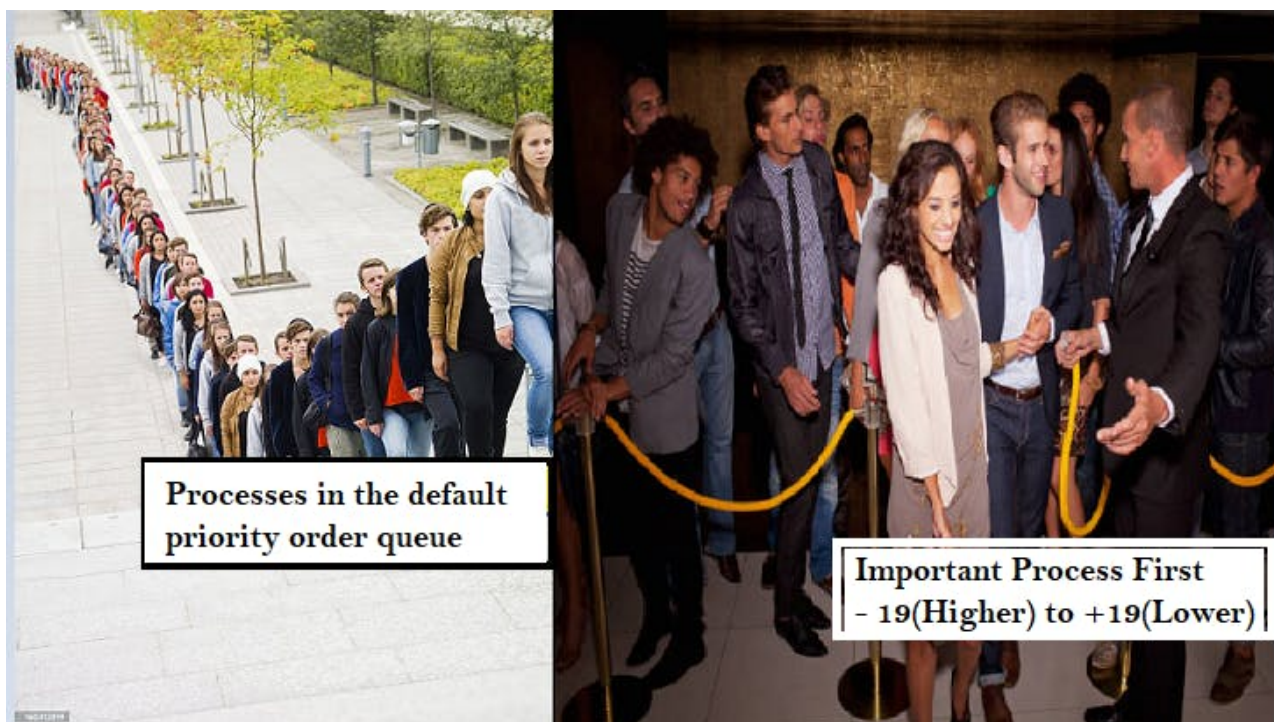 Processes in the default
priority order queue
Important Process First
- 19(Higher) to +19(Lower)